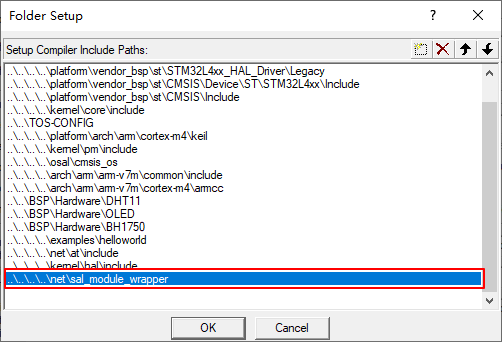 Folder Setup
?
Setup Compiler Include Paths:
..\..\..\..\platform\vendor_bsp\st\STM32L4xx_HAL_Driver\Legacy
..\..\..\..\platform\vendor_bsp\st\CMSIS\Device\ST\STM32L4xx\Include
..\..\..\..\platform\vendor_bsp\st\CMSIS\Include
..\..\..\..\kernel\core\include
..\..\TOS-CONFIG
..\..\..\..\platform\arch\arm\cortex-m4\keil
..\..\..\..\kernel\pm\include
..\..\..\..\osal\cmsis_os
..\..\..\..\arch\arm\arm-v7m\common\include
..\..\..\..\arch\arm\arm-v7m\cortex-m4\armcc
..\..\BSP\Hardware\DHT11
..\..\BSP\Hardware\OLED
..\..\BSP\Hardware\BH1750
..\..\..\..\examples\helloworld
..\..\..\..\net\at\include
..\..\..\..\kernel\hal\include
..\..\..\..\net\sal_module_wrapper
OK
Cancel